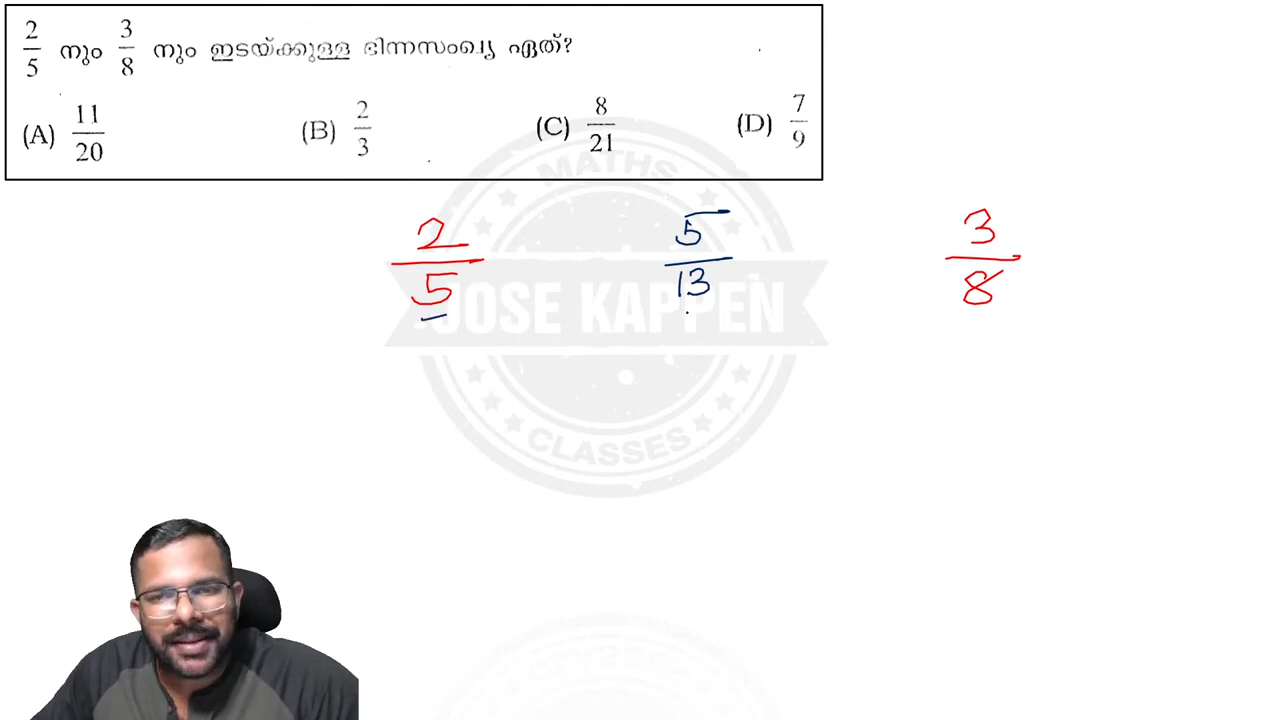 2/5 നും 3/8 നും ഇടയ്ക്കുള്ള ഭിന്നസംഖ്യ ഏത്?
(A) 11/20 (B) 2/3 (C) 8/21 (D) 7/9
2/5 5/13 3/8
MATHS
JOSE KAPPEN
CLASSES